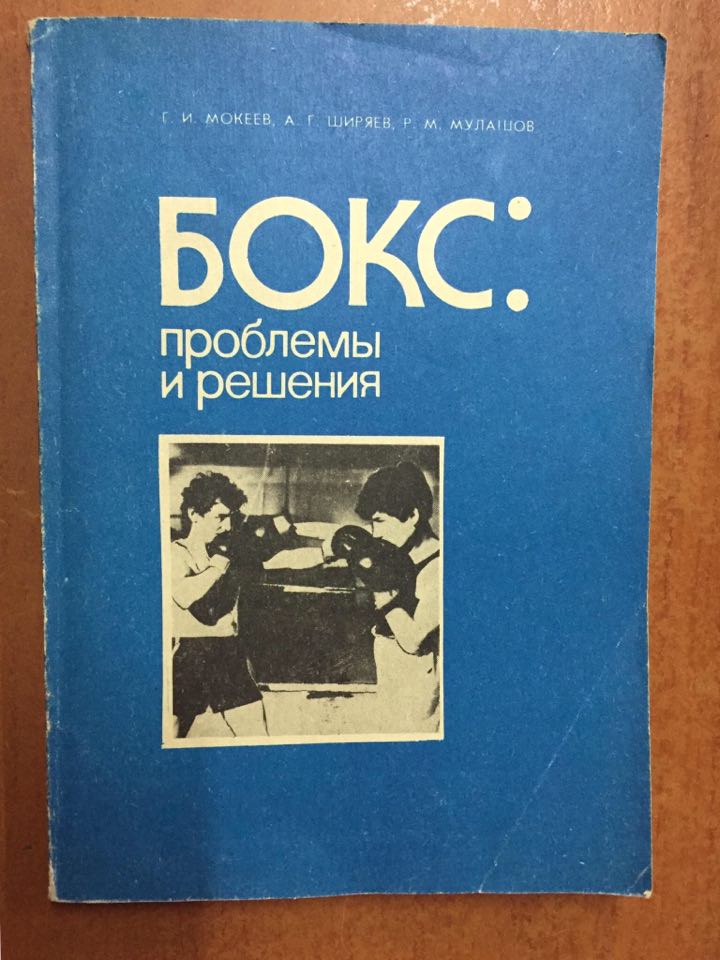 Г. И. МОКЕЕВ, А. Г. ШИРЯЕВ, Р. М. МУЛАШОВ
БОКС:
проблемы
и решения